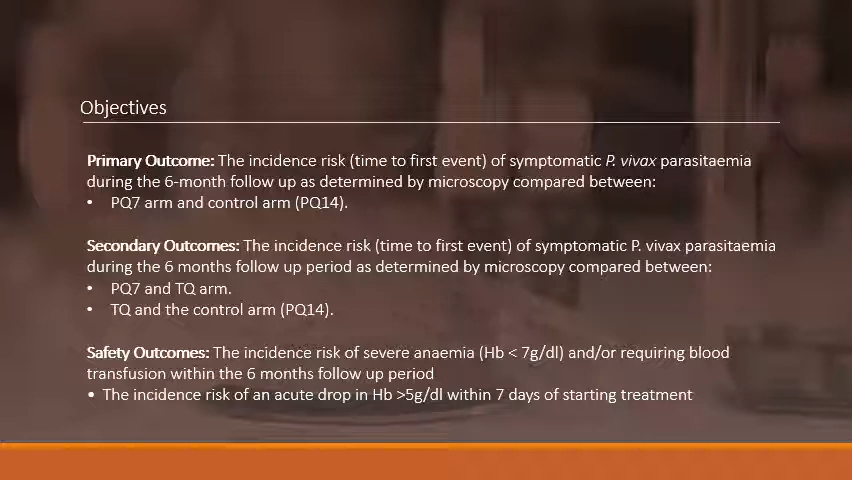 Objectives
Primary Outcome: The incidence risk (time to first event) of symptomatic P. vivax parasitaemia
during the 6-month follow up as determined by microscopy compared between:
• PQ7 arm and control arm (PQ14).
Secondary Outcomes: The incidence risk (time to first event) of symptomatic P. vivax parasitaemia
during the 6 months follow up period as determined by microscopy compared between:
• PQ7 and TQ arm.
• TQ and the control arm (PQ14).
Safety Outcomes: The incidence risk of severe anaemia (Hb < 7g/dl) and/or requiring blood
transfusion within the 6 months follow up period
• The incidence risk of an acute drop in Hb >5g/dl within 7 days of starting treatment